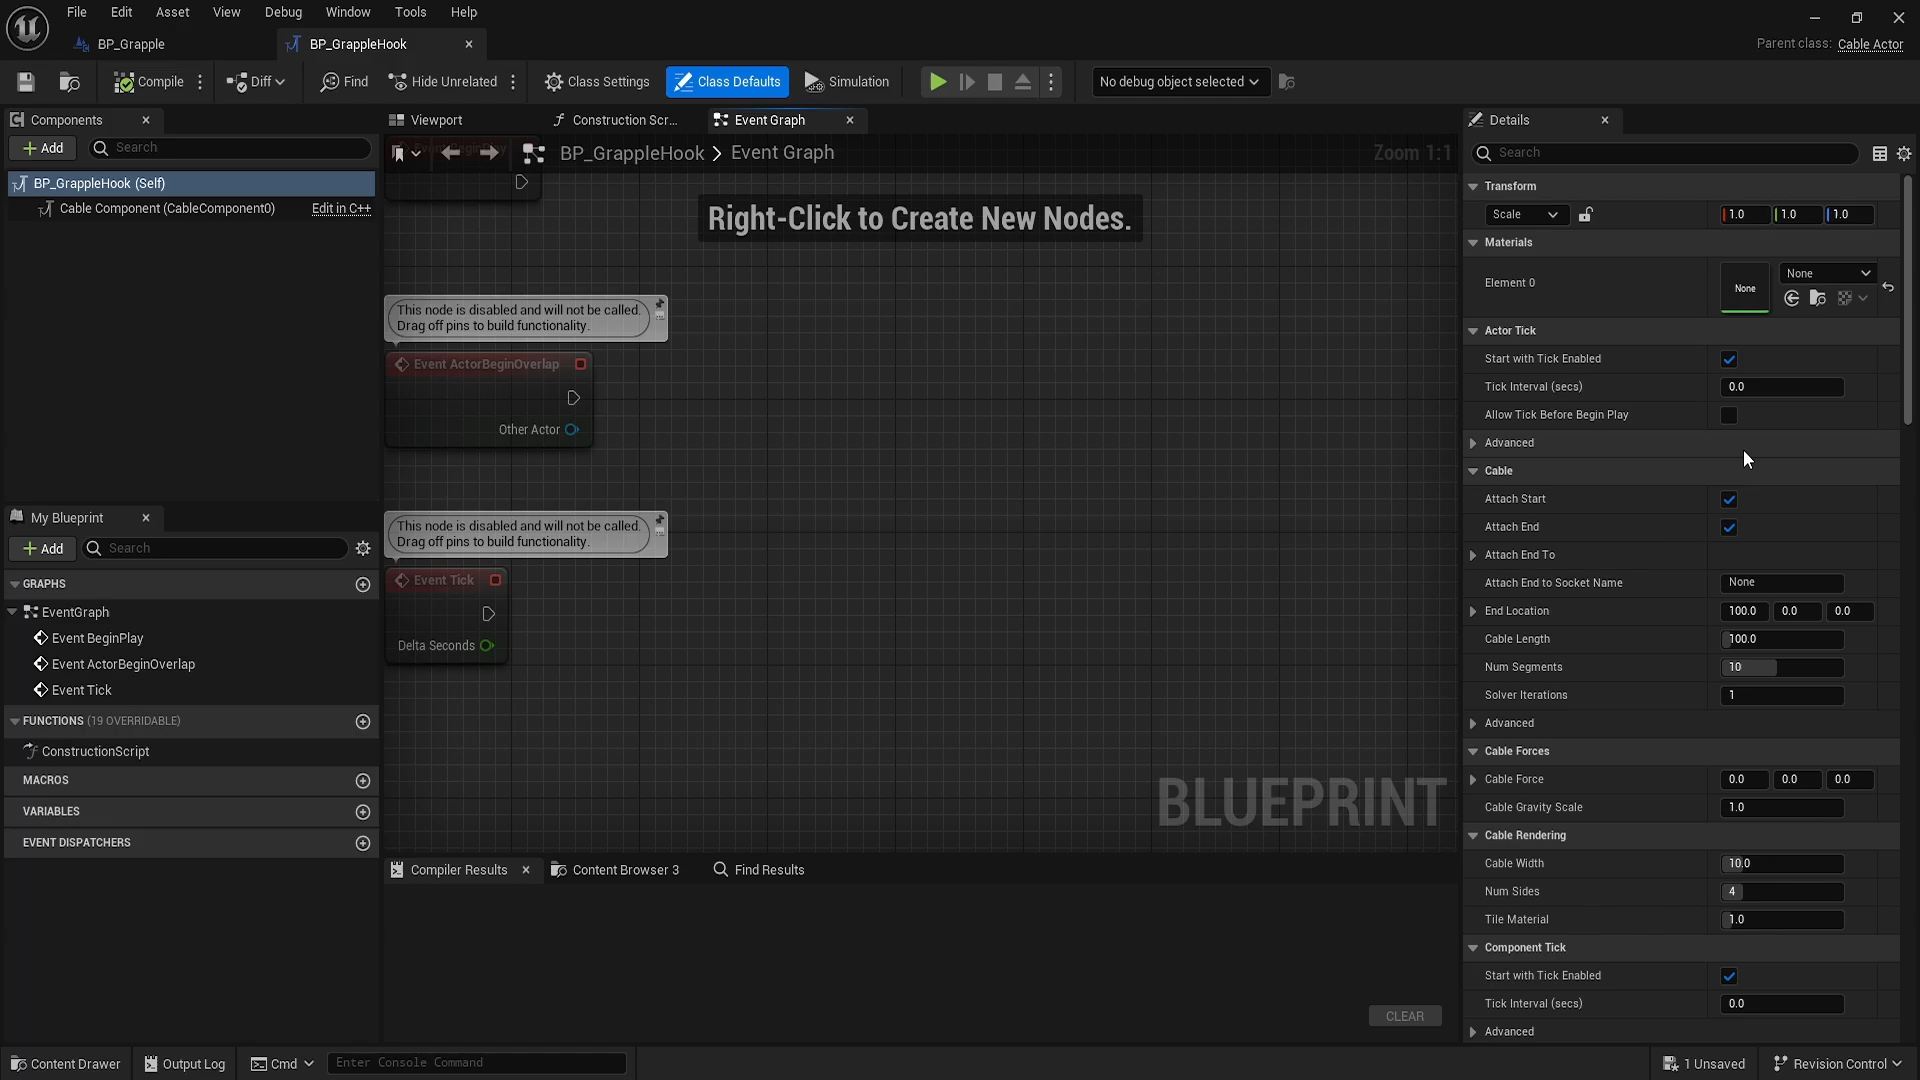 File Edit Asset View Debug Window Tools Help
BP_Grapple
BP_GrappleHook
Parent class: Cable Actor
Compile
Diff
Find
Hide Unrelated
Class Settings
Class Defaults
Simulation
No debug object selected
Components
Add
Search
BP_GrappleHook (Self)
Cable Component (CableComponent0) Edit in C++
My Blueprint
Add
Search
GRAPHS
EventGraph
Event BeginPlay
Event ActorBeginOverlap
Event Tick
FUNCTIONS (19 OVERRIDABLE)
ConstructionScript
MACROS
VARIABLES
EVENT DISPATCHERS
Viewport
Construction Scr...
Event Graph
Event BeginPlay
BP_GrappleHook > Event Graph
Zoom 1:1
Right-Click to Create New Nodes.
This node is disabled and will not be called.
Drag off pins to build functionality.
Event ActorBeginOverlap
Other Actor
This node is disabled and will not be called.
Drag off pins to build functionality.
Event Tick
Delta Seconds
BLUEPRINT
Compiler Results
Content Browser 3
Find Results
CLEAR
Details
Search
Transform
Scale 1.0 1.0 1.0
Materials
Element 0 None None
Actor Tick
Start with Tick Enabled
Tick Interval (secs) 0.0
Allow Tick Before Begin Play
Advanced
Cable
Attach Start
Attach End
Attach End To
Attach End to Socket Name None
End Location 100.0 0.0 0.0
Cable Length 100.0
Num Segments 10
Solver Iterations 1
Advanced
Cable Forces
Cable Force 0.0 0.0 0.0
Cable Gravity Scale 1.0
Cable Rendering
Cable Width 10.0
Num Sides 4
Tile Material 1.0
Component Tick
Start with Tick Enabled
Tick Interval (secs) 0.0
Advanced
Content Drawer
Output Log
Cmd
Enter Console Command
1 Unsaved
Revision Control